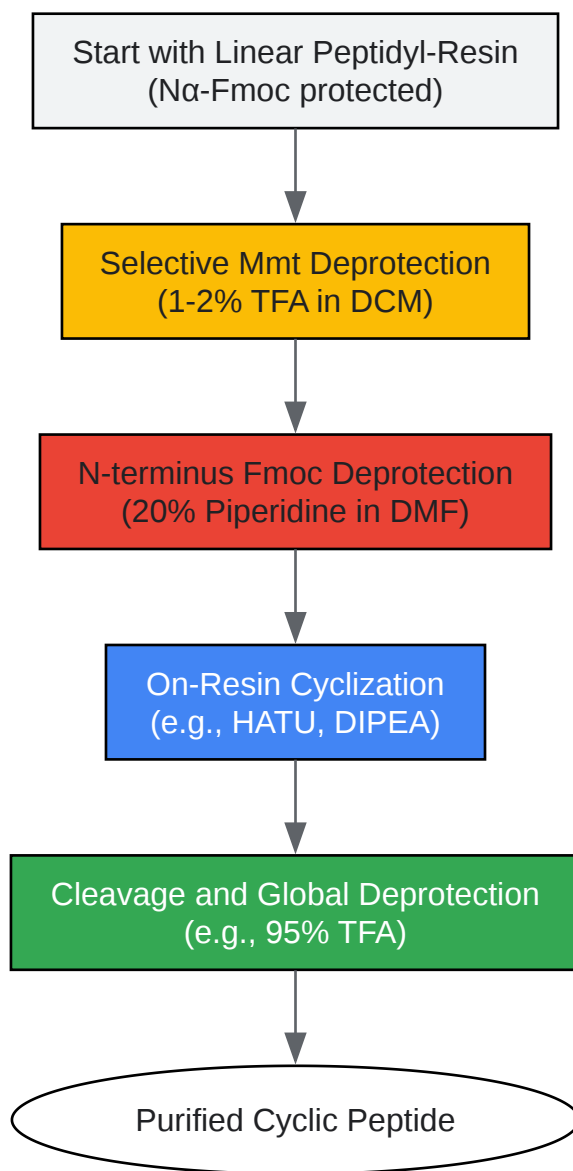 Start with Linear Peptidyl-Resin
(Nα-Fmoc protected)
Selective Mmt Deprotection
(1-2% TFA in DCM)
N-terminus Fmoc Deprotection
(20% Piperidine in DMF)
On-Resin Cyclization
(e.g., HATU, DIPEA)
Cleavage and Global Deprotection
(e.g., 95% TFA)
Purified Cyclic Peptide